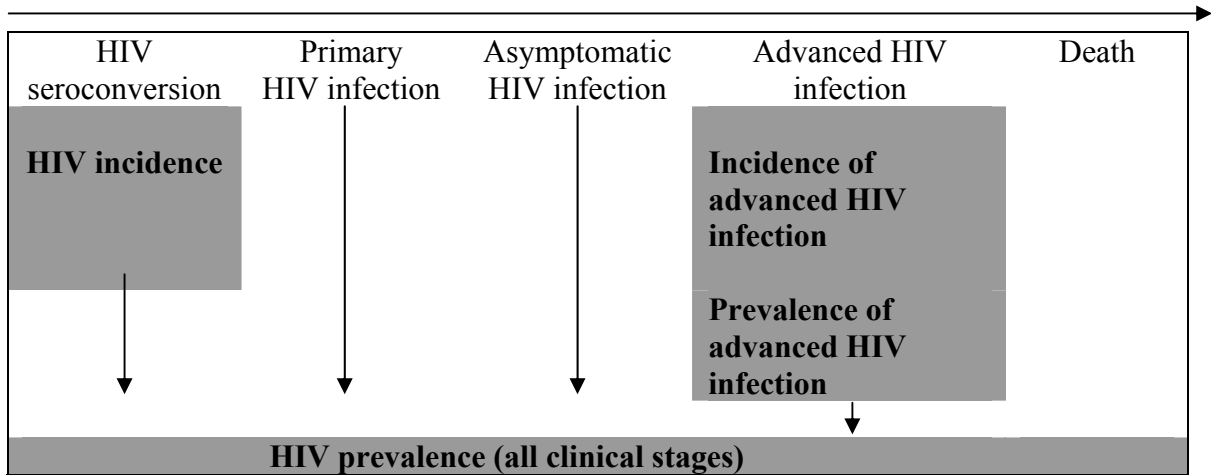 HIV
seroconversion
Primary
HIV infection
Asymptomatic
HIV infection
Advanced HIV
infection
Death
HIV incidence
Incidence of
advanced HIV
infection
Prevalence of
advanced HIV
infection
HIV prevalence (all clinical stages)